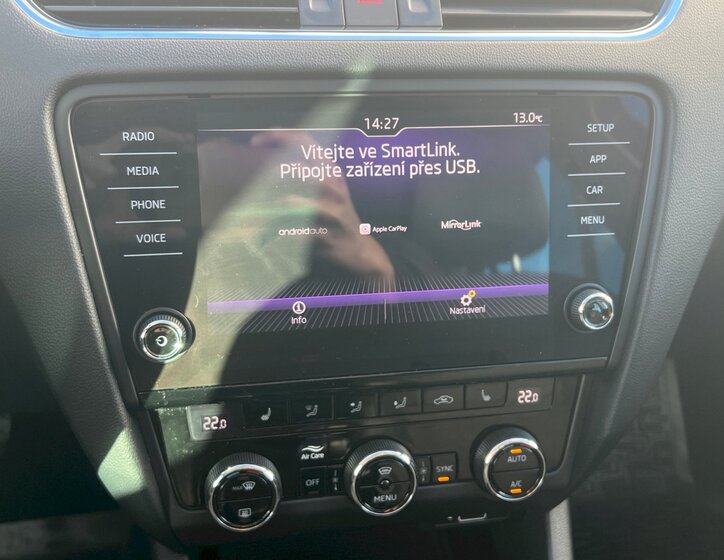 14:27
13.0°C
Vítejte ve SmartLink.
Připojte zařízení přes USB.
androidauto
Apple CarPlay
MirrorLink
Info
Nastavení
RADIO
MEDIA
PHONE
VOICE
SETUP
APP
CAR
MENU
22.0
22.0
Air Care
MAX
OFF
MENU
SYNC
AUTO
A/C